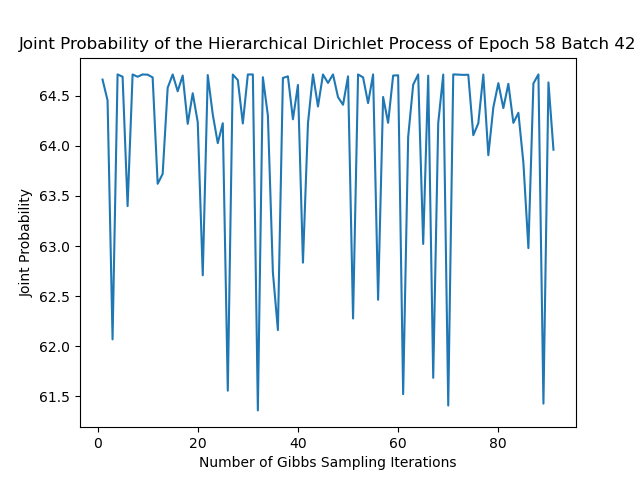 Joint Probability of the Hierarchical Dirichlet Process of Epoch 58 Batch 42
64.5
64.0
63.5
63.0
62.5
62.0
61.5
Joint Probability
0 20 40 60 80
Number of Gibbs Sampling Iterations